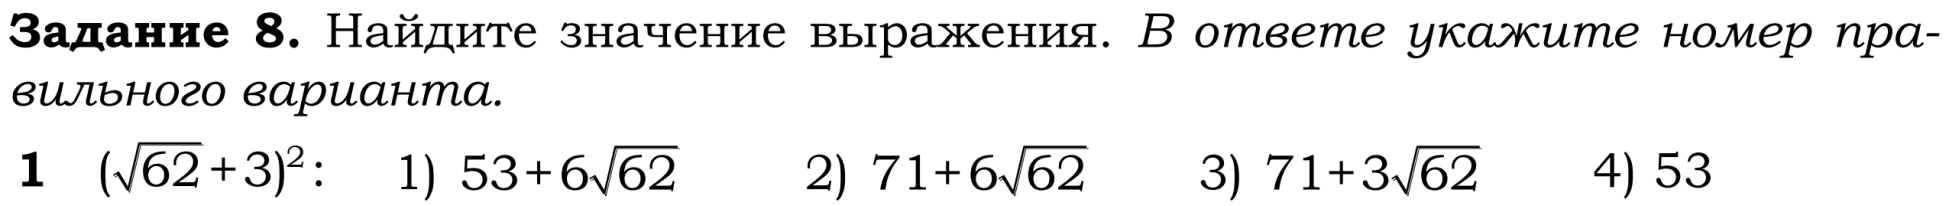 Задание 8. Найдите значение выражения. В ответе укажите номер пра-
вильного варианта.
1 (√62+3)²: 1) 53+6√62 2) 71+6√62 3) 71+3√62 4) 53